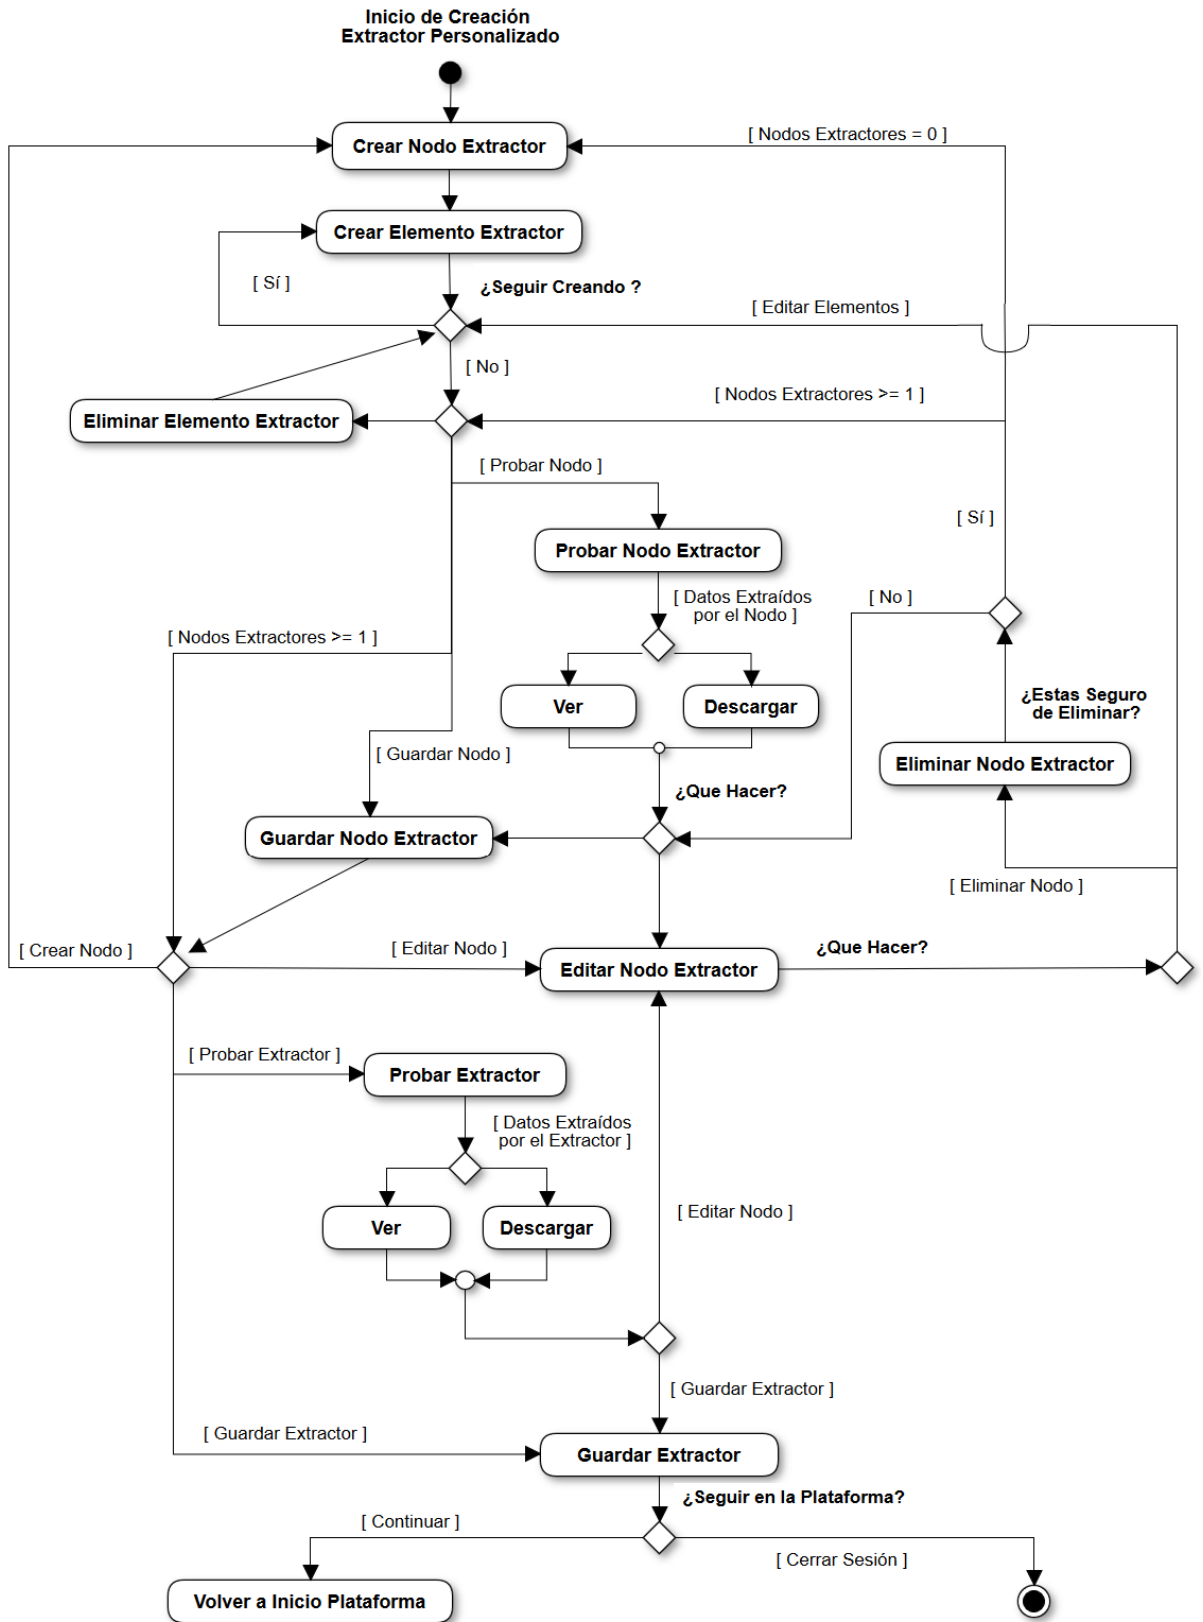 Inicio de Creación
Extractor Personalizado
[ Nodos Extractores = 0 ]
Crear Nodo Extractor
Crear Elemento Extractor
[ Sí ]
¿Seguir Creando ?
[ Editar Elementos ]
[ No ]
[ Nodos Extractores >= 1 ]
Eliminar Elemento Extractor
[ Probar Nodo ]
[ Sí ]
Probar Nodo Extractor
[ Datos Extraídos
por el Nodo ]
[ No ]
[ Nodos Extractores >= 1 ]
¿Estas Seguro
de Eliminar?
Ver
Descargar
[ Guardar Nodo ]
Eliminar Nodo Extractor
¿Que Hacer?
Guardar Nodo Extractor
[ Eliminar Nodo ]
[ Crear Nodo ]
[ Editar Nodo ]
¿Que Hacer?
Editar Nodo Extractor
[ Probar Extractor ]
Probar Extractor
[ Datos Extraídos
por el Extractor ]
[ Editar Nodo ]
Ver
Descargar
[ Guardar Extractor ]
[ Guardar Extractor ]
Guardar Extractor
¿Seguir en la Plataforma?
[ Continuar ]
[ Cerrar Sesión ]
Volver a Inicio Plataforma